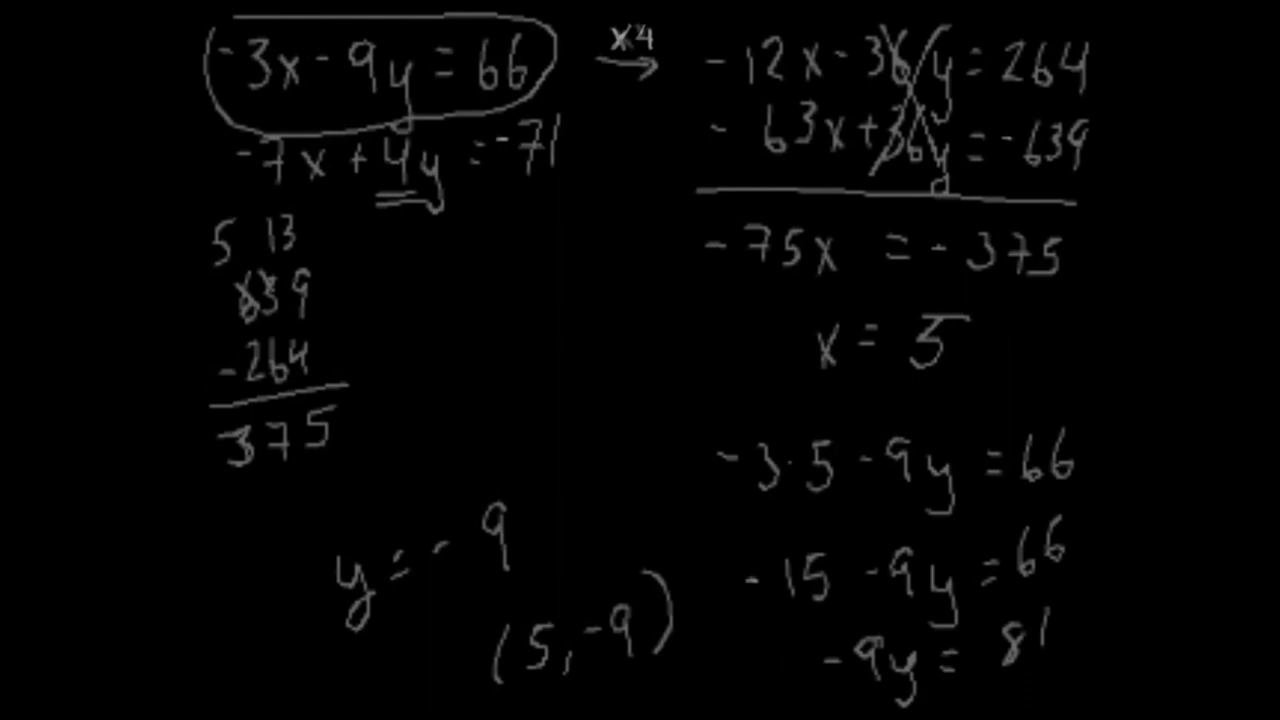 -3x - 9y = 66
-7x + 4y = -71
5 13
639
-264
375
x4
-12x - 36y = 264
-63x + 36y = -639
-75x = -375
x = 5
-3·5 - 9y = 66
-15 - 9y = 66
-9y = 81
y = -9
(5, -9)